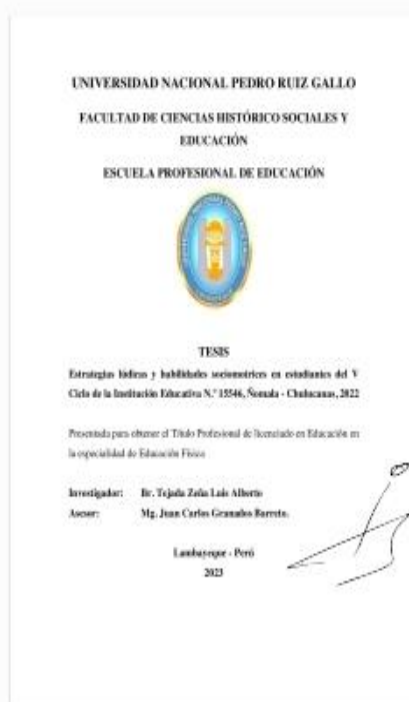 UNIVERSIDAD NACIONAL PEDRO RUIZ GALLO
FACULTAD DE CIENCIAS HISTÓRICO SOCIALES Y
EDUCACIÓN
ESCUELA PROFESIONAL DE EDUCACIÓN
TESIS
Estrategias lúdicas y habilidades sociomotrices en estudiantes del V
Ciclo de la Institución Educativa N.° 15546, Ñomala - Chulucanas, 2022
Presentada para obtener el Título Profesional de licenciado en Educación en
la especialidad de Educación Física
Investigador: Br. Tejada Zeña Luis Alberto
Asesor: Mg. Juan Carlos Granados Barreto.
Lambayeque - Perú
2023